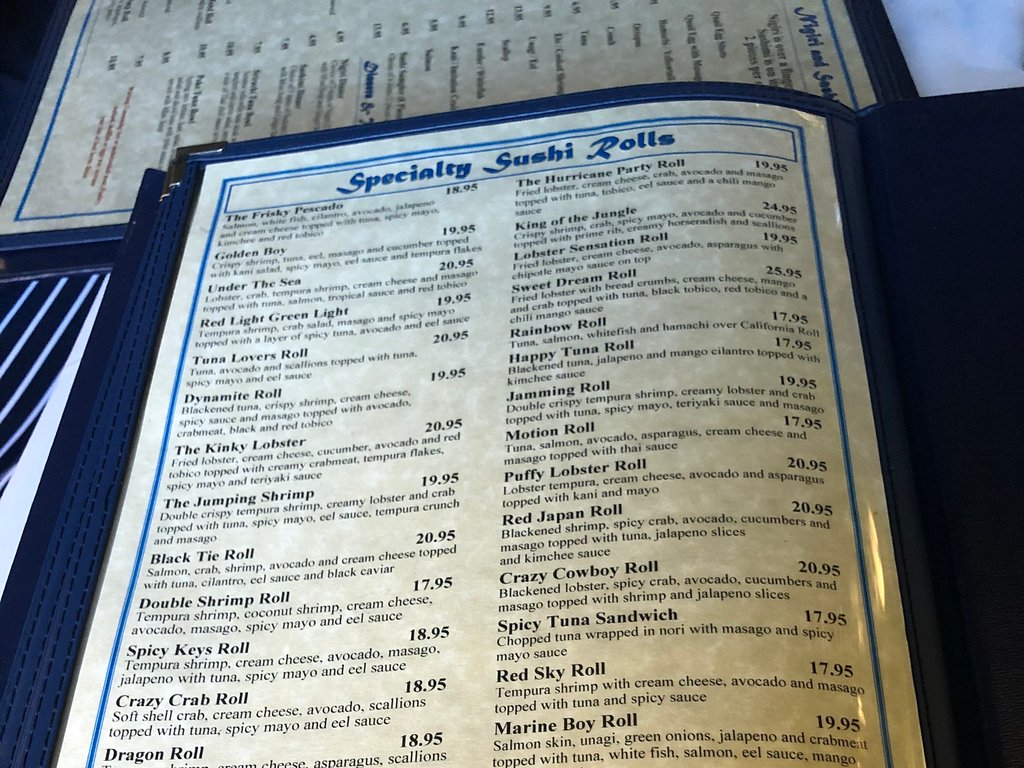 Specialty Sushi Rolls
The Frisky Pescado 18.95
Salmon, white fish, cilantro, avocado, jalapeno
and cream cheese topped with tuna, spicy mayo,
kimchee and red tobico
Golden Boy 19.95
Crispy shrimp, tuna, eel, masago and cucumber topped
with kani salad, spicy mayo, eel sauce and tempura flakes
Under The Sea 20.95
Lobster, crab, tempura shrimp, cream cheese and masago
topped with tuna, salmon, tropical sauce and red tobico
Red Light Green Light 19.95
Tempura shrimp, crab salad, masago and spicy mayo
topped with a layer of spicy tuna, avocado and eel sauce
Tuna Lovers Roll 20.95
Tuna, avocado and scallions topped with tuna,
spicy mayo and eel sauce
Dynamite Roll 19.95
Blackened tuna, crispy shrimp, cream cheese,
spicy sauce and masago topped with avocado,
crabmeat, black and red tobico
The Kinky Lobster 20.95
Fried lobster, cream cheese, cucumber, avocado and red
tobico topped with creamy crabmeat, tempura flakes,
spicy mayo and teriyaki sauce
The Jumping Shrimp 19.95
Double crispy tempura shrimp, creamy lobster and crab
topped with tuna, spicy mayo, eel sauce, tempura crunch
and masago
Black Tie Roll 20.95
Salmon, crab, shrimp, avocado and cream cheese topped
with tuna, cilantro, eel sauce and black caviar
Double Shrimp Roll 17.95
Tempura shrimp, coconut shrimp, cream cheese,
avocado, masago, spicy mayo and eel sauce
Spicy Keys Roll 18.95
Tempura shrimp, cream cheese, avocado, masago,
jalapeno with tuna, spicy mayo and eel sauce
Crazy Crab Roll 18.95
Soft shell crab, cream cheese, avocado, scallions
topped with tuna, spicy mayo and eel sauce
Dragon Roll 18.95
shrimp, cream cheese, asparagus, scallions
The Hurricane Party Roll 19.95
Fried lobster, cream cheese, crab, avocado and masago
topped with tuna, tobico, eel sauce and a chili mango
sauce
King of the Jungle 24.95
Crispy shrimp, crab, spicy mayo, avocado and cucumber
topped with prime rib, creamy horseradish and scallions
Lobster Sensation Roll 19.95
Fried lobster, cream cheese, avocado, asparagus with
chipotle mayo sauce on top
Sweet Dream Roll 25.95
Fried lobster with bread crumbs, cream cheese, mango
and crab topped with tuna, black tobico, red tobico and a
chili mango sauce
Rainbow Roll 17.95
Tuna, salmon, whitefish and hamachi over California Roll
Happy Tuna Roll 17.95
Blackened tuna, jalapeno and mango cilantro topped with
kimchee sauce
Jamming Roll 19.95
Double crispy tempura shrimp, creamy lobster and crab
topped with tuna, spicy mayo, teriyaki sauce and masago
Motion Roll 17.95
Tuna, salmon, avocado, asparagus, cream cheese and
masago topped with thai sauce
Puffy Lobster Roll 20.95
Lobster tempura, cream cheese, avocado and asparagus
topped with kani and mayo
Red Japan Roll 20.95
Blackened shrimp, spicy crab, avocado, cucumbers and
masago topped with tuna, jalapeno slices
and kimchee sauce
Crazy Cowboy Roll 20.95
Blackened lobster, spicy crab, avocado, cucumbers and
masago topped with shrimp and jalapeno slices
Spicy Tuna Sandwich 17.95
Chopped tuna wrapped in nori with masago and spicy
mayo sauce
Red Sky Roll 17.95
Tempura shrimp with cream cheese, avocado and masago
topped with tuna and spicy sauce
Marine Boy Roll 19.95
Salmon skin, unagi, green onions, jalapeno and crabmeat
topped with tuna, white fish, salmon, eel sauce, mango